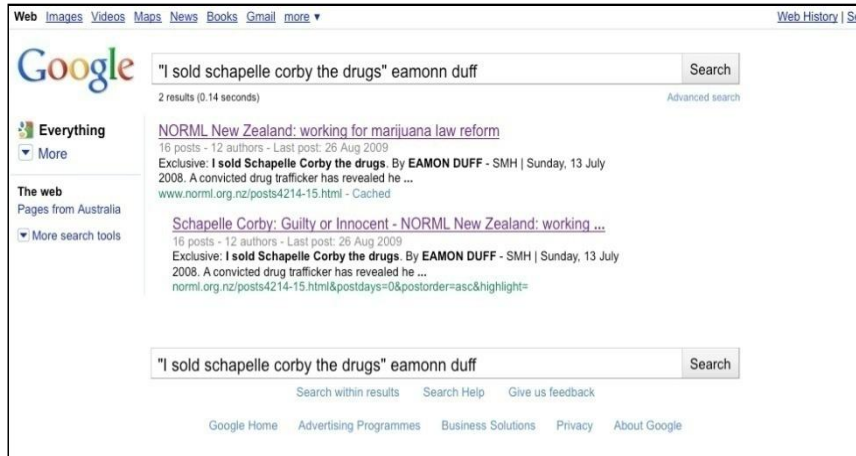 Web Images Videos Maps News Books Gmail more ▼ Web History |
Google
"I sold schapelle corby the drugs" eamonn duff Search
2 results (0.14 seconds) Advanced search
Everything
More
The web
Pages from Australia
More search tools
NORML New Zealand: working for marijuana law reform
16 posts - 12 authors - Last post: 26 Aug 2009
Exclusive: I sold Schapelle Corby the drugs. By EAMON DUFF - SMH | Sunday, 13 July
2008. A convicted drug trafficker has revealed he ...
www.norml.org.nz/posts4214-15.html - Cached
Schapelle Corby: Guilty or Innocent - NORML New Zealand: working ...
16 posts - 12 authors - Last post: 26 Aug 2009
Exclusive: I sold Schapelle Corby the drugs. By EAMON DUFF - SMH | Sunday, 13 July
2008. A convicted drug trafficker has revealed he ...
norml.org.nz/posts4214-15.html&postdays=0&postorder=asc&highlight=
"I sold schapelle corby the drugs" eamonn duff Search
Search within results Search Help Give us feedback
Google Home Advertising Programmes Business Solutions Privacy About Google